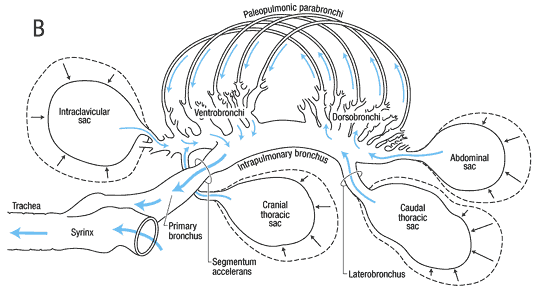 B
Paleopulmonic parabronchi
Intraclavicular
sac
Ventrobronchi
Dorsobronchi
Intrapulmonary bronchus
Abdominal
sac
Trachea
Syrinx
Primary
bronchus
Segmentum
accelerans
Cranial
thoracic
sac
Caudal
thoracic
sac
Laterobronchus